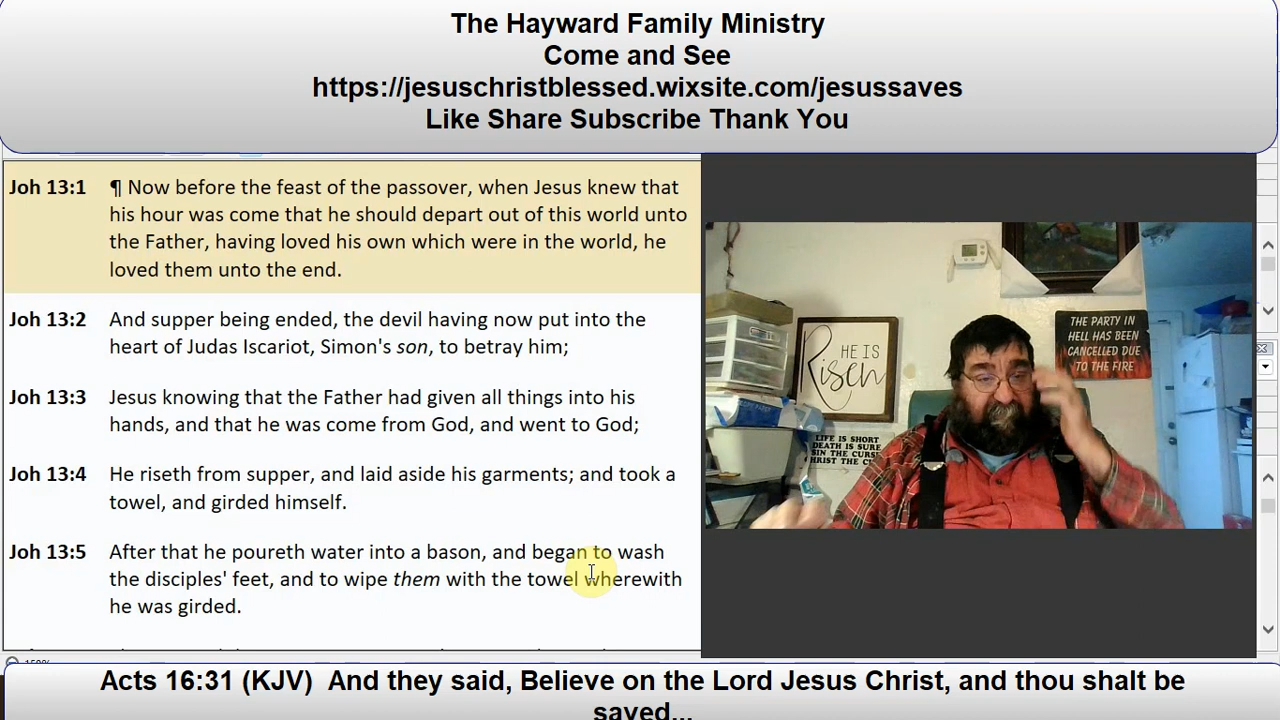 The Hayward Family Ministry
Come and See
https://jesuschristblessed.wixsite.com/jesussaves
Like Share Subscribe Thank You
Joh 13:1 ¶ Now before the feast of the passover, when Jesus knew that
his hour was come that he should depart out of this world unto
the Father, having loved his own which were in the world, he
loved them unto the end.
Joh 13:2 And supper being ended, the devil having now put into the
heart of Judas Iscariot, Simon's son, to betray him;
Joh 13:3 Jesus knowing that the Father had given all things into his
hands, and that he was come from God, and went to God;
Joh 13:4 He riseth from supper, and laid aside his garments; and took a
towel, and girded himself.
Joh 13:5 After that he poureth water into a bason, and began to wash
the disciples' feet, and to wipe them with the towel wherewith
he was girded.
HE IS
Risen
THE PARTY IN
HELL HAS BEEN
CANCELLED DUE
TO THE FIRE
LIFE IS SHORT
DEATH IS SURE
SIN THE CURSE
CHRIST THE
Acts 16:31 (KJV) And they said, Believe on the Lord Jesus Christ, and thou shalt be
saved...